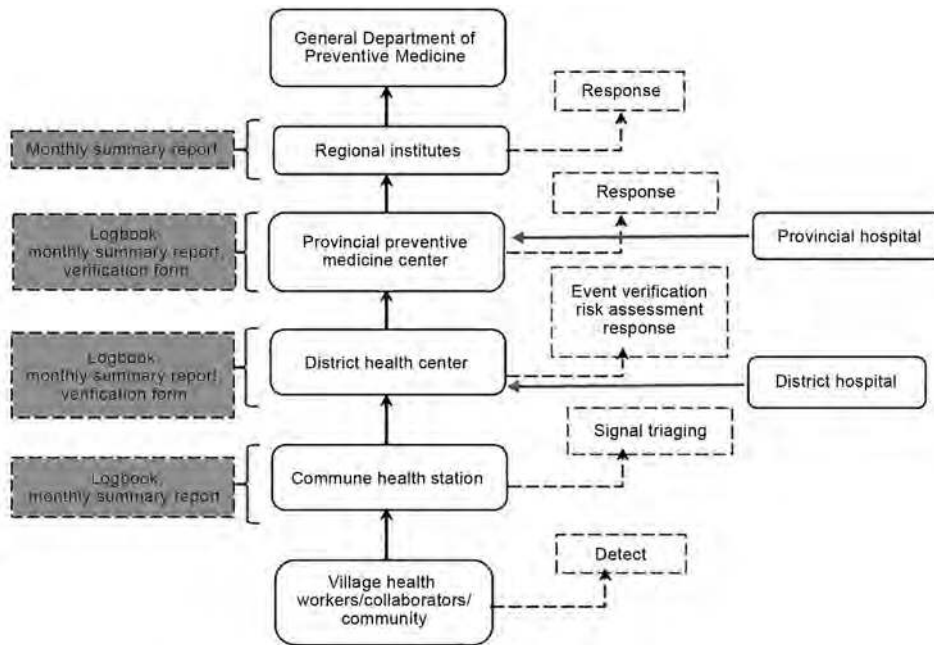 General Department of
Preventive Medicine
Response
Monthly summary report
Regional institutes
Response
Logbook,
monthly summary report,
verification form
Provincial preventive
medicine center
Provincial hospital
Event verification
risk assessment
response
Logbook,
monthly summary report,
verification form
District health center
District hospital
Signal triaging
Logbook,
monthly summary report
Commune health station
Detect
Village health
workers/collaborators/
community